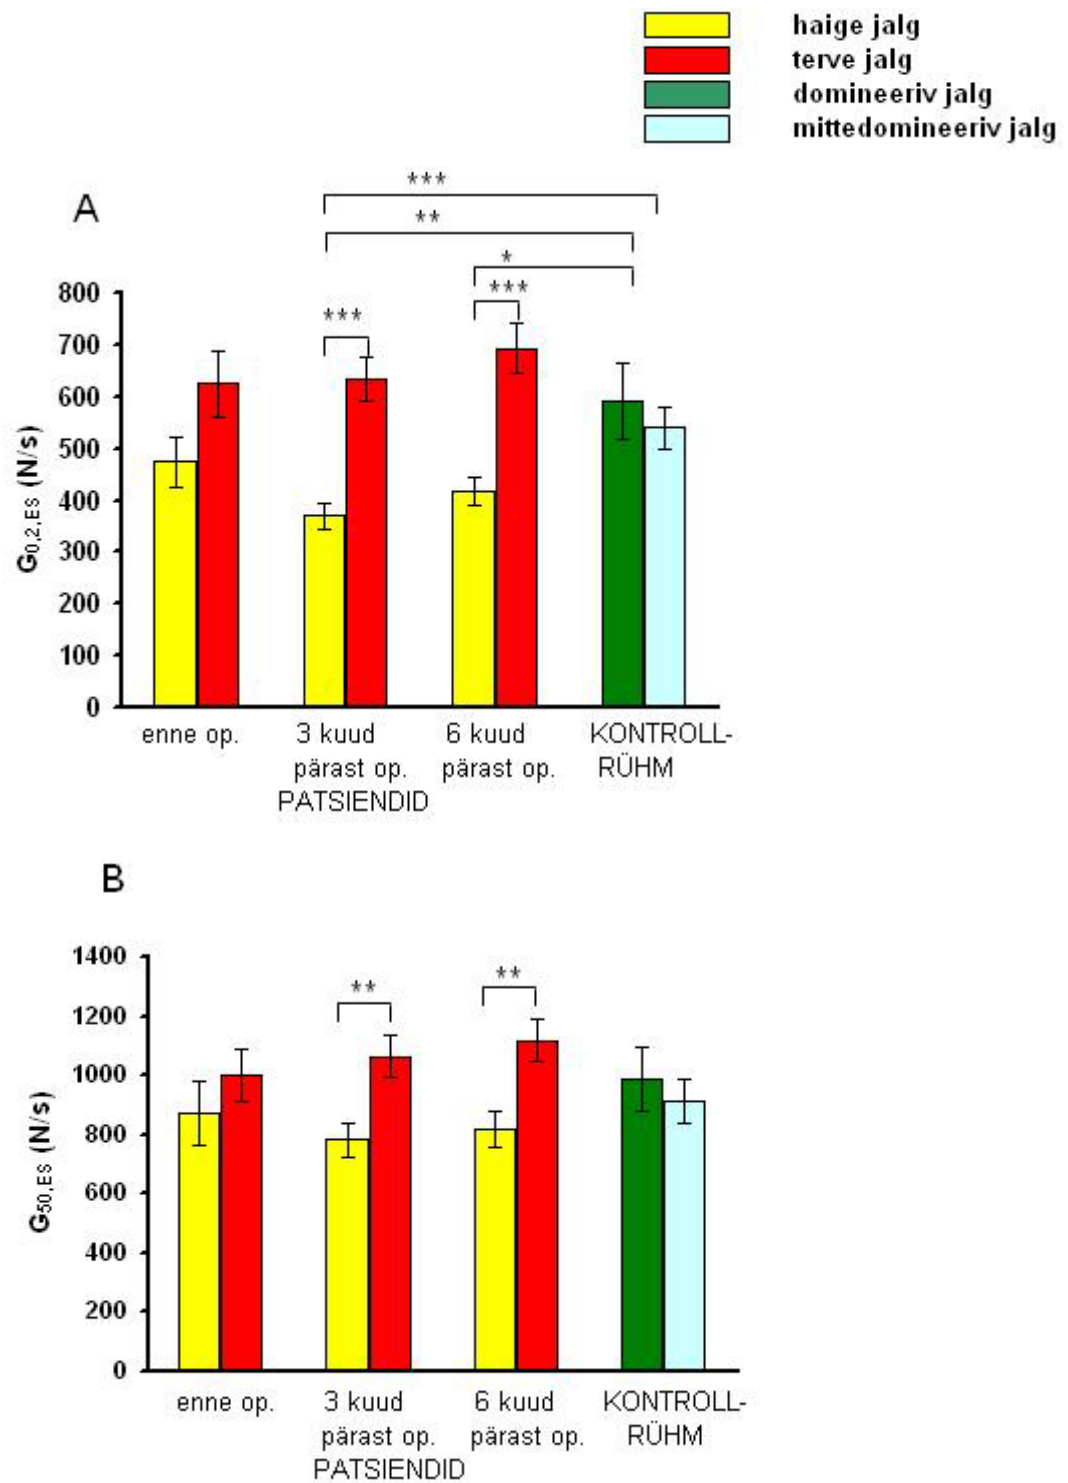 haige jalg
terve jalg
domineeriv jalg
mittedomineeriv jalg
A
***
**
*
***
***
800
700
600
500
400
300
200
100
0
G0,2,ES (N/s)
enne op.
3 kuud
pärast op.
PATSIENDID
6 kuud
pärast op.
KONTROLL-
RÜHM
B
**
**
1400
1200
1000
800
600
400
200
0
G50,ES (N/s)
enne op.
3 kuud
pärast op.
PATSIENDID
6 kuud
pärast op.
KONTROLL-
RÜHM